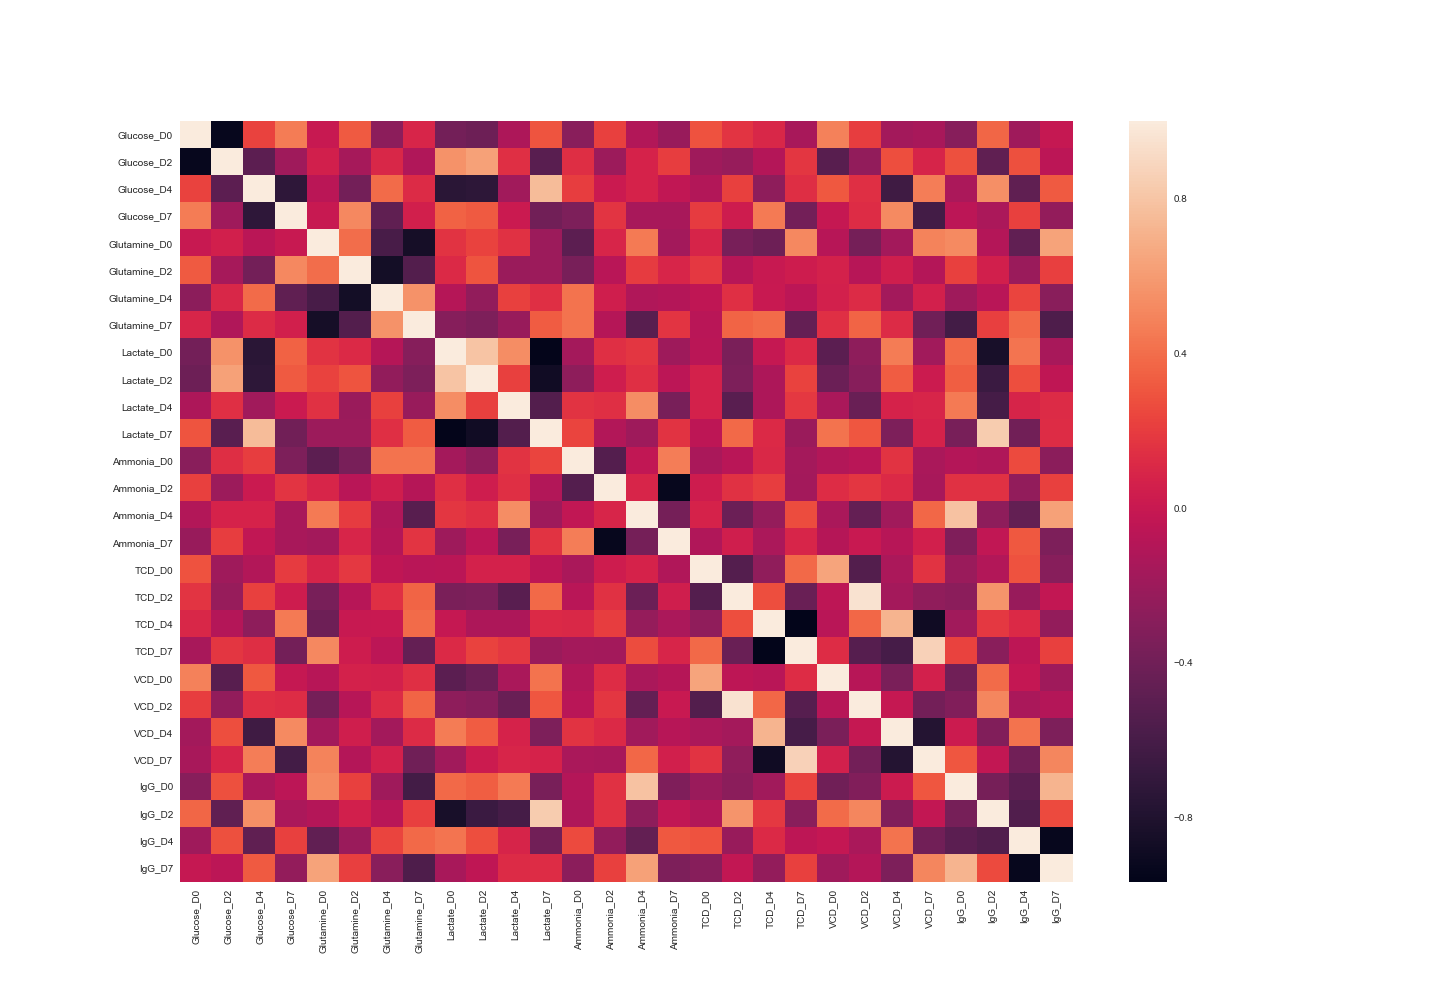 Glucose_D0
Glucose_D2
Glucose_D4
Glucose_D7
Glutamine_D0
Glutamine_D2
Glutamine_D4
Glutamine_D7
Lactate_D0
Lactate_D2
Lactate_D4
Lactate_D7
Ammonia_D0
Ammonia_D2
Ammonia_D4
Ammonia_D7
TCD_D0
TCD_D2
TCD_D4
TCD_D7
VCD_D0
VCD_D2
VCD_D4
VCD_D7
IgG_D0
IgG_D2
IgG_D4
IgG_D7
Glucose_D0
Glucose_D2
Glucose_D4
Glucose_D7
Glutamine_D0
Glutamine_D2
Glutamine_D4
Glutamine_D7
Lactate_D0
Lactate_D2
Lactate_D4
Lactate_D7
Ammonia_D0
Ammonia_D2
Ammonia_D4
Ammonia_D7
TCD_D0
TCD_D2
TCD_D4
TCD_D7
VCD_D0
VCD_D2
VCD_D4
VCD_D7
IgG_D0
IgG_D2
IgG_D4
IgG_D7
0.8
0.4
0.0
−0.4
−0.8